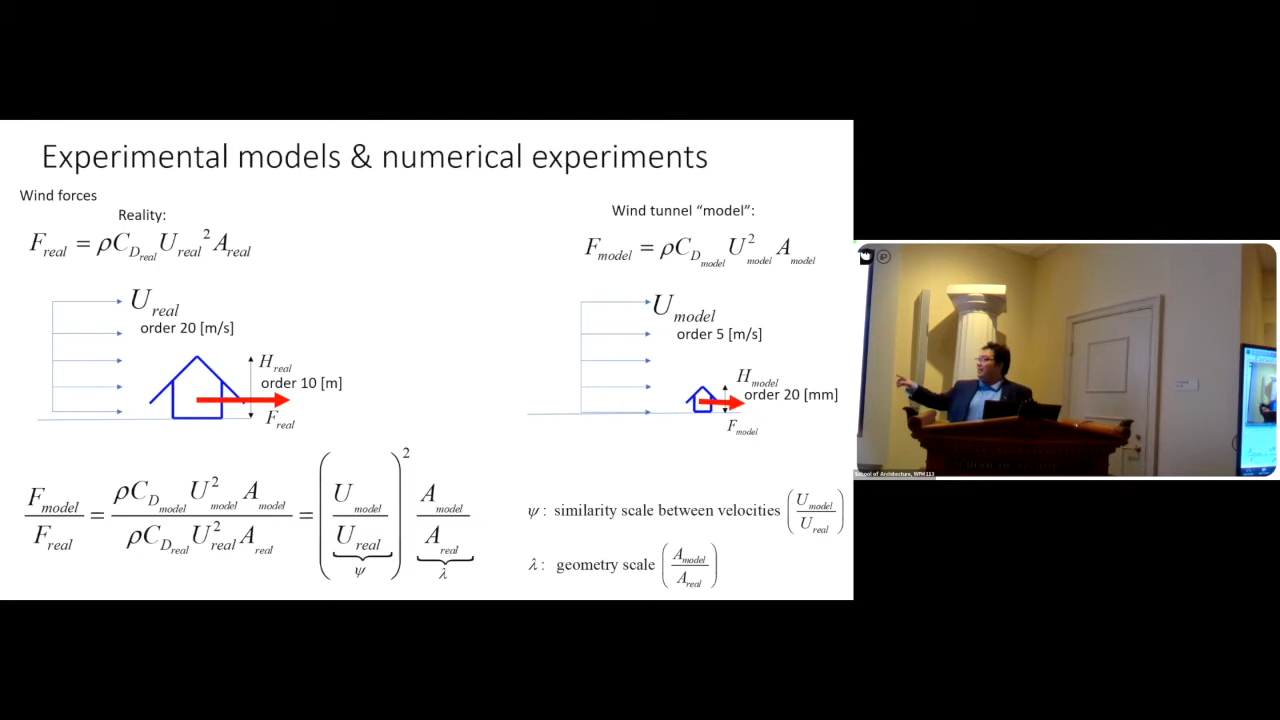 Experimental models & numerical experiments
Wind forces
Reality:
F_real = ρC_D_real U_real² A_real
U_real
order 20 [m/s]
H_real
order 10 [m]
F_real
Wind tunnel “model”:
F_model = ρC_D_model U²_model A_model
U_model
order 5 [m/s]
H_model
order 20 [mm]
F_model
F_model / F_real = ρC_D_model U²_model A_model / ρC_D_real U²_real A_real = (U_model / U_real)² A_model / A_real
ψ
λ
ψ : similarity scale between velocities (U_model / U_real)
λ : geometry scale (A_model / A_real)
P
School of Architecture, WFH 113